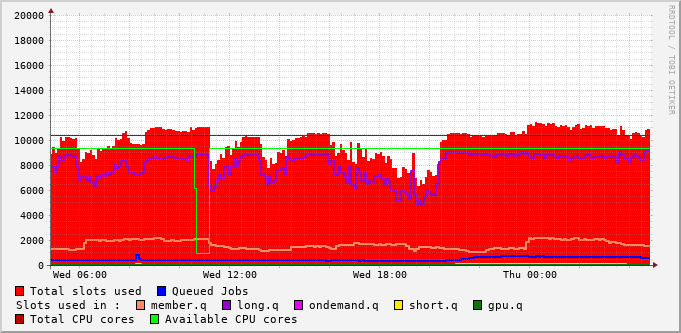 20000
18000
16000
14000
12000
10000
8000
6000
4000
2000
0
Wed 06:00 Wed 12:00 Wed 18:00 Thu 00:00
Total slots used Queued Jobs
Slots used in : member.q long.q ondemand.q short.q gpu.q
Total CPU cores Available CPU cores
RRDTOOL / TOBI OETIKER